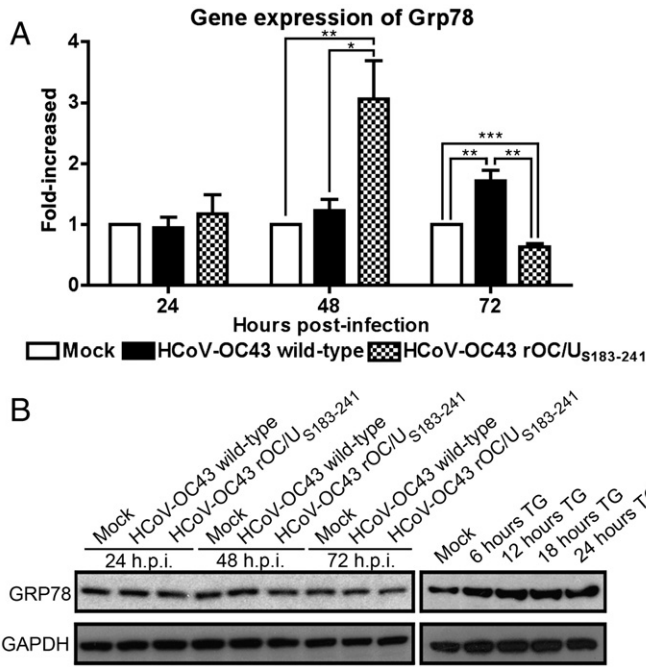 A
Gene expression of Grp78
Fold-increased
4
3
2
1
0
**
*
***
** **
24 48 72
Hours post-infection
Mock HCoV-OC43 wild-type HCoV-OC43 rOC/US183-241
B
Mock
HCoV-OC43 wild-type
HCoV-OC43 rOC/US183-241
Mock
HCoV-OC43 wild-type
HCoV-OC43 rOC/US183-241
Mock
HCoV-OC43 wild-type
HCoV-OC43 rOC/US183-241
Mock
6 hours TG
12 hours TG
18 hours TG
24 hours TG
24 h.p.i. 48 h.p.i. 72 h.p.i.
GRP78
GAPDH